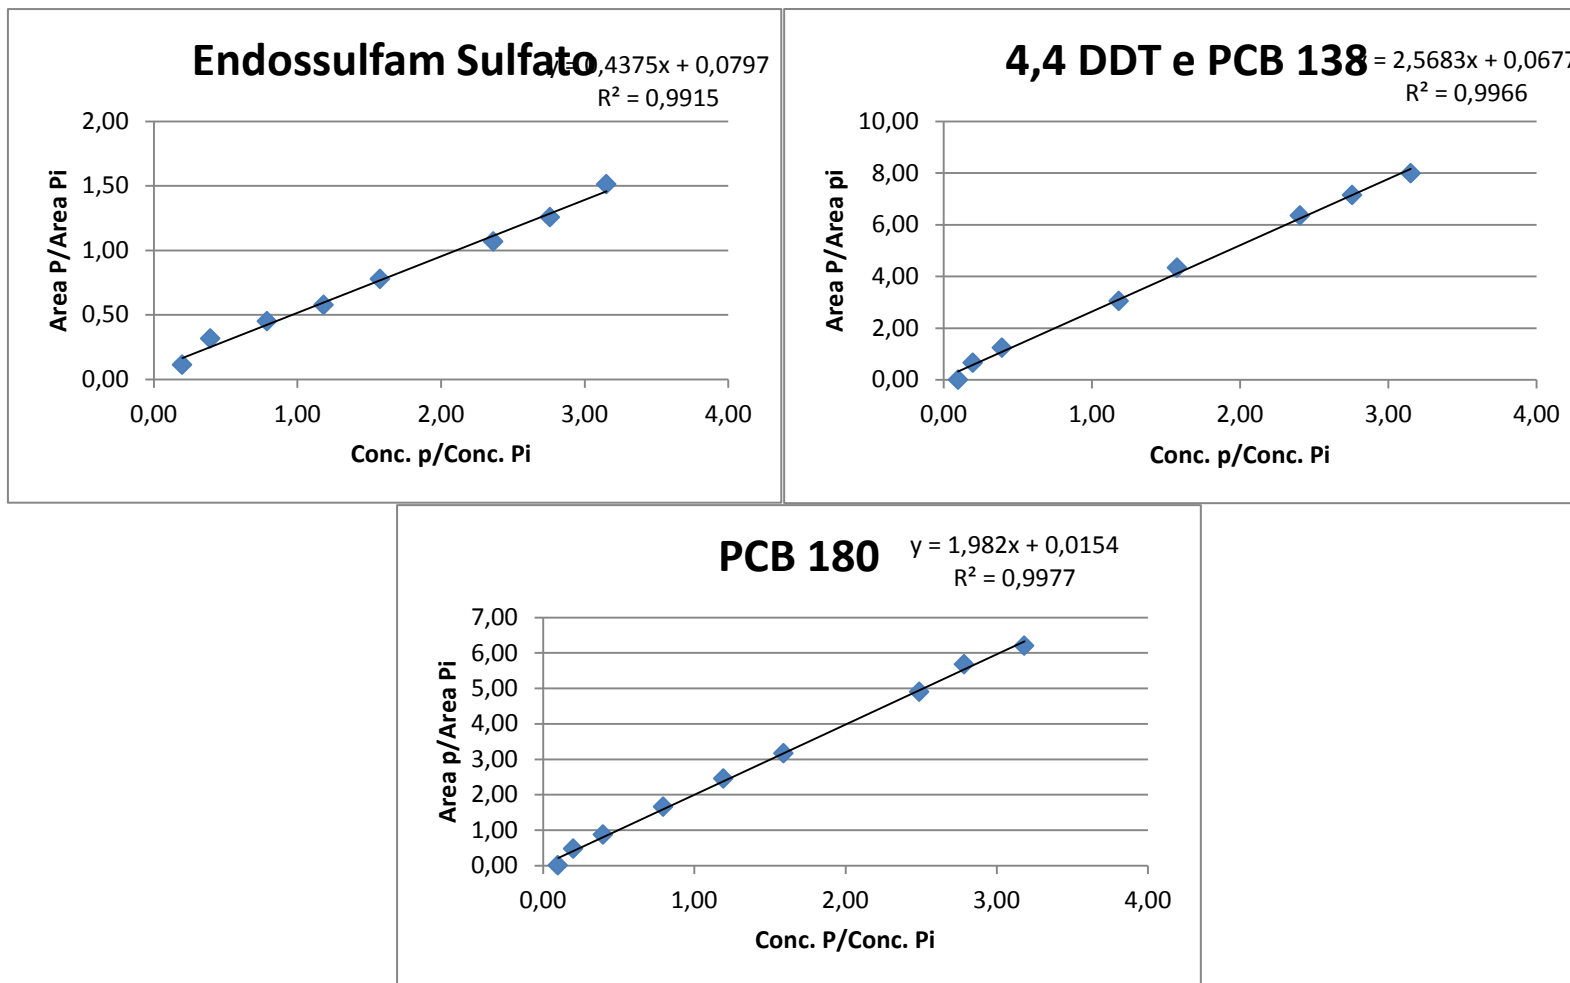 Endossulfam Sulfato
y = 0,4375x + 0,0797
R² = 0,9915
2,00
1,50
1,00
0,50
0,00
0,00 1,00 2,00 3,00 4,00
Area P/Area Pi
Conc. p/Conc. Pi
4,4 DDT e PCB 138
= 2,5683x + 0,0677
R² = 0,9966
10,00
8,00
6,00
4,00
2,00
0,00
0,00 1,00 2,00 3,00 4,00
Area P/Area pi
Conc. p/Conc. Pi
PCB 180
y = 1,982x + 0,0154
R² = 0,9977
7,00
6,00
5,00
4,00
3,00
2,00
1,00
0,00
0,00 1,00 2,00 3,00 4,00
Area p/Area Pi
Conc. P/Conc. Pi